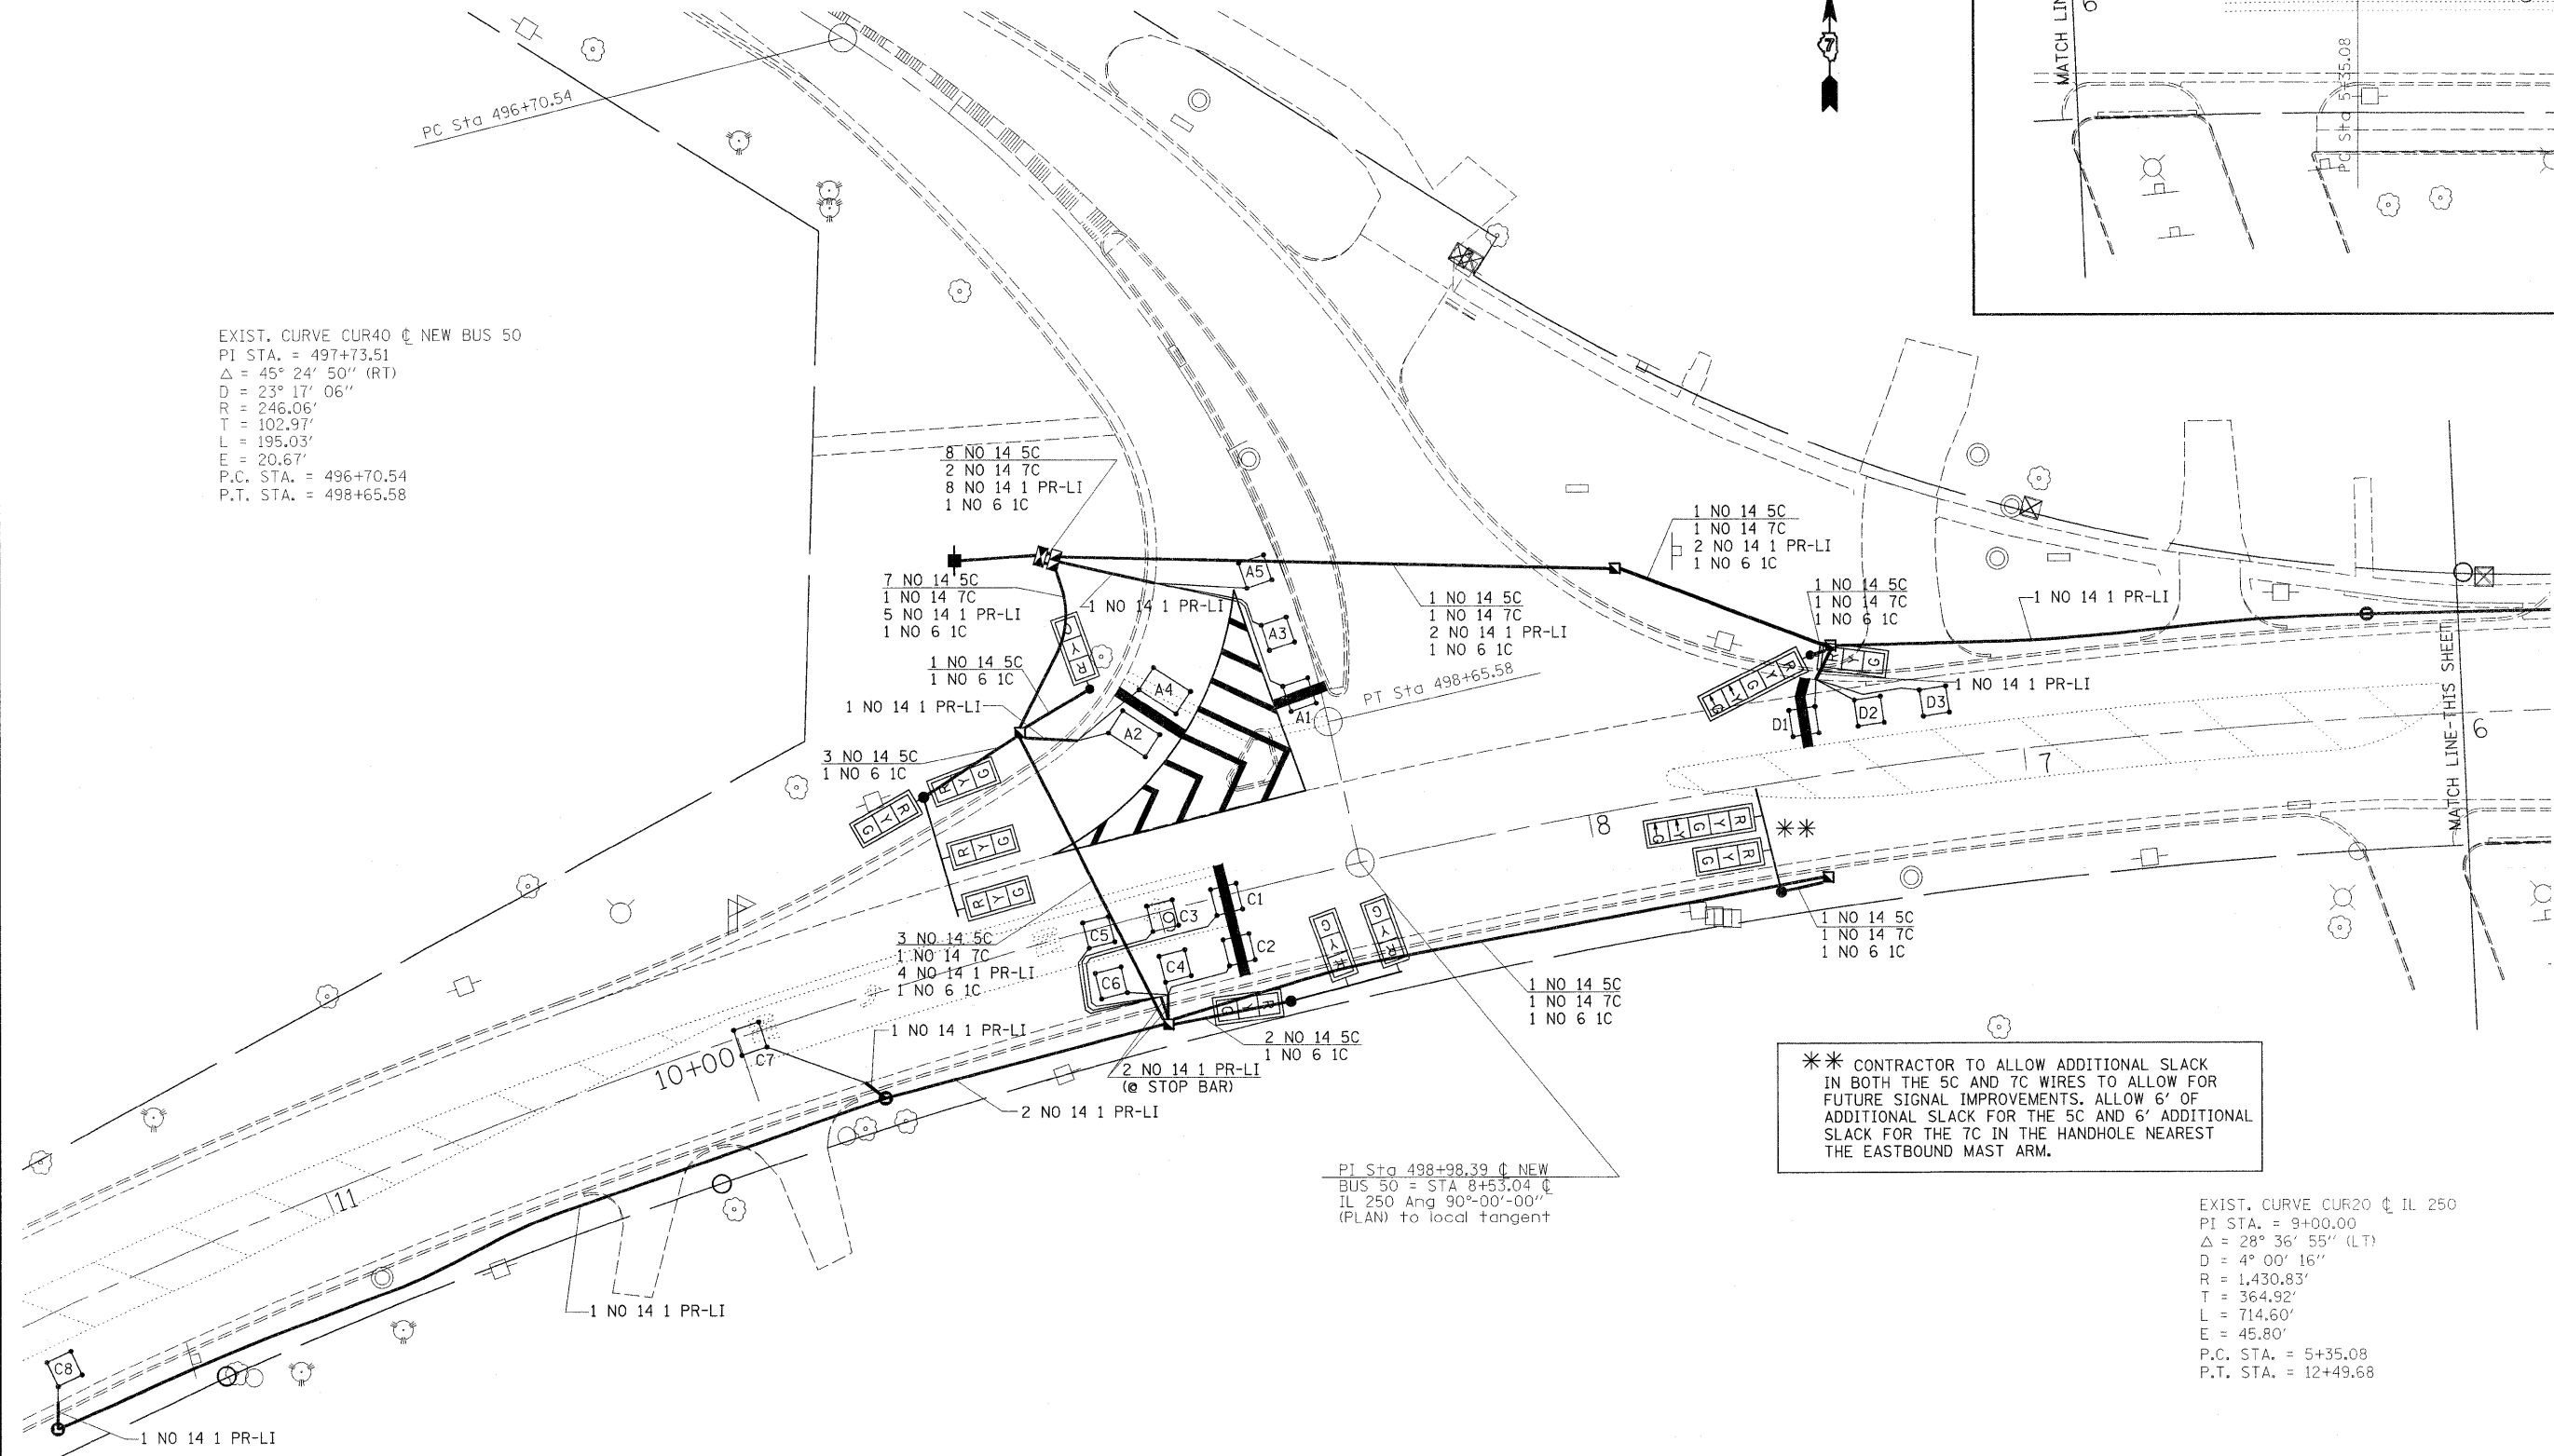 PC Sta 496+70.54
7
MATCH LIN
6
PC Sta 5+35.08
EXIST. CURVE CUR40 ℄ NEW BUS 50
PI STA. = 497+73.51
Δ = 45° 24' 50'' (RT)
D = 23° 17' 06''
R = 246.06'
T = 102.97'
L = 195.03'
E = 20.67'
P.C. STA. = 496+70.54
P.T. STA. = 498+65.58
8 NO 14 5C
2 NO 14 7C
8 NO 14 1 PR-LI
1 NO 6 1C
7 NO 14 5C
1 NO 14 7C
5 NO 14 1 PR-LI
1 NO 6 1C
1 NO 14 1 PR-LI
1 NO 14 5C
1 NO 6 1C
1 NO 14 1 PR-LI
3 NO 14 5C
1 NO 6 1C
A5
A3
A4
A2
A1
1 NO 14 5C
1 NO 14 7C
2 NO 14 1 PR-LI
1 NO 6 1C
PT Sta 498+65.58
1 NO 14 5C
1 NO 14 7C
2 NO 14 1 PR-LI
1 NO 6 1C
1 NO 14 5C
1 NO 14 7C
1 NO 6 1C
1 NO 14 1 PR-LI
1 NO 14 1 PR-LI
D1
D2
D3
MATCH LINE-THIS SHEET
6
7
8
9
G Y R
R Y G
R Y G
R Y G
R Y G
R Y G Y G
R Y G
G Y G Y R
G Y R
G Y R
G Y R
G Y R
**
3 NO 14 5C
1 NO 14 7C
4 NO 14 1 PR-LI
1 NO 6 1C
C1
C2
C3
C4
C5
C6
C7
C8
10+00
11
1 NO 14 1 PR-LI
2 NO 14 1 PR-LI
(@ STOP BAR)
2 NO 14 5C
1 NO 6 1C
2 NO 14 1 PR-LI
1 NO 14 5C
1 NO 14 7C
1 NO 6 1C
1 NO 14 5C
1 NO 14 7C
1 NO 6 1C
** CONTRACTOR TO ALLOW ADDITIONAL SLACK
IN BOTH THE 5C AND 7C WIRES TO ALLOW FOR
FUTURE SIGNAL IMPROVEMENTS. ALLOW 6' OF
ADDITIONAL SLACK FOR THE 5C AND 6' ADDITIONAL
SLACK FOR THE 7C IN THE HANDHOLE NEAREST
THE EASTBOUND MAST ARM.
PI Sta 498+98.39 ℄ NEW
BUS 50 = STA 8+53.04 ℄
IL 250 Ang 90°-00'-00''
(PLAN) to local tangent
EXIST. CURVE CUR20 ℄ IL 250
PI STA. = 9+00.00
Δ = 28° 36' 55'' (LT)
D = 4° 00' 16''
R = 1,430.83'
T = 364.92'
L = 714.60'
E = 45.80'
P.C. STA. = 5+35.08
P.T. STA. = 12+49.68
1 NO 14 1 PR-LI
1 NO 14 1 PR-LI